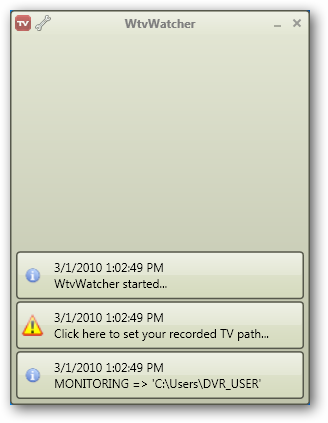 TV WtvWatcher
3/1/2010 1:02:49 PM
WtvWatcher started...
3/1/2010 1:02:49 PM
Click here to set your recorded TV path...
3/1/2010 1:02:49 PM
MONITORING => 'C:\Users\DVR_USER'